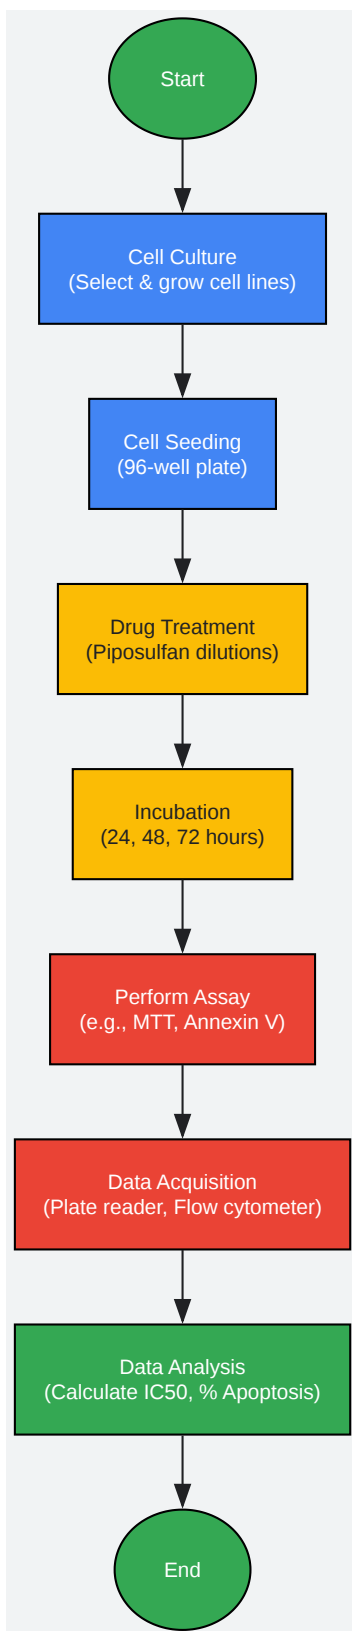 Start
Cell Culture
(Select & grow cell lines)
Cell Seeding
(96-well plate)
Drug Treatment
(Piposulfan dilutions)
Incubation
(24, 48, 72 hours)
Perform Assay
(e.g., MTT, Annexin V)
Data Acquisition
(Plate reader, Flow cytometer)
Data Analysis
(Calculate IC50, % Apoptosis)
End